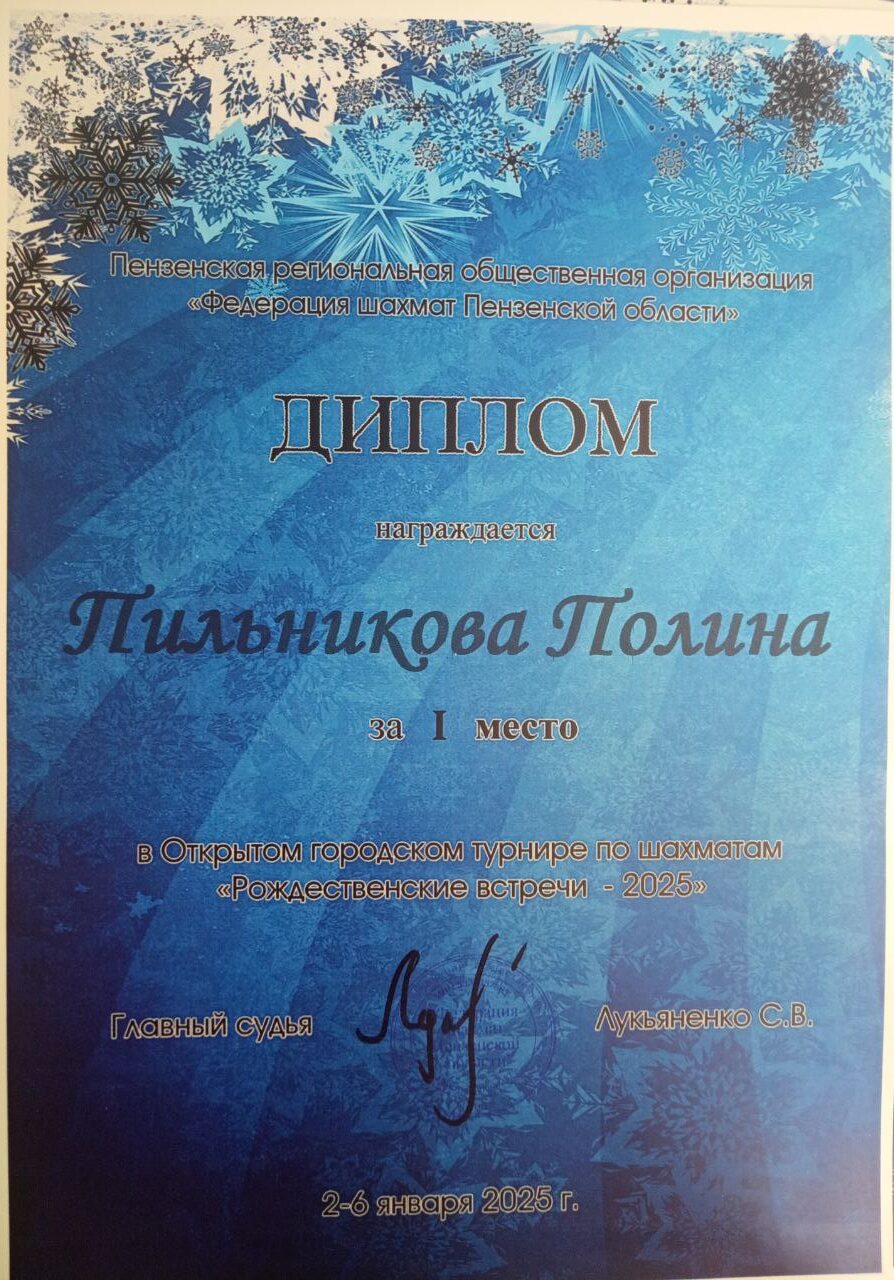 Пензенская региональная общественная организация
«Федерация шахмат Пензенской области»
ДИПЛОМ
награждается
Пильникова Полина
за I место
в Открытом городском турнире по шахматам
«Рождественские встречи - 2025»
Главный судья Лукьяненко С.В.
2-6 января 2025 г.